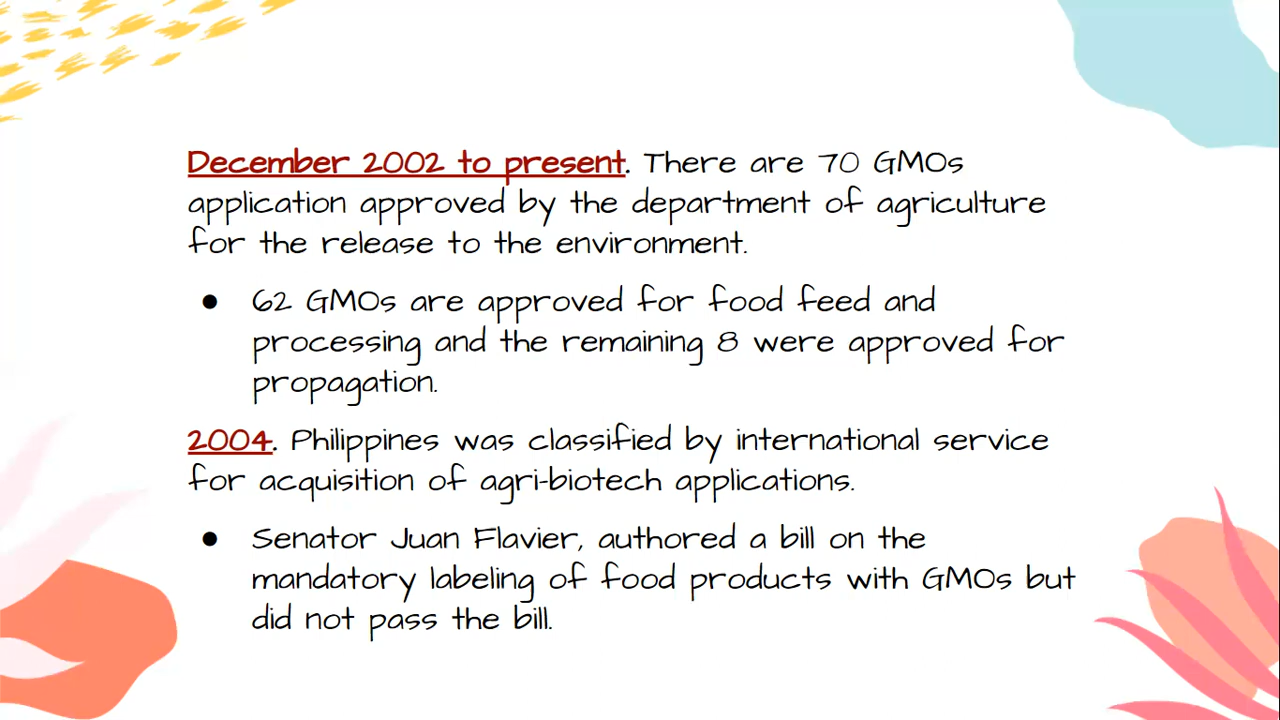 December 2002 to present. There are 70 GMOs
application approved by the department of agriculture
for the release to the environment.
● 62 GMOs are approved for food feed and
processing and the remaining 8 were approved for
propagation.
2004. Philippines was classified by international service
for acquisition of agri-biotech applications.
● Senator Juan Flavier, authored a bill on the
mandatory labeling of food products with GMOs but
did not pass the bill.